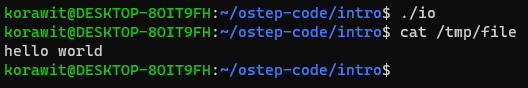 korawit@DESKTOP-8OIT9FH:~/ostep-code/intro$ ./io
korawit@DESKTOP-8OIT9FH:~/ostep-code/intro$ cat /tmp/file
hello world
korawit@DESKTOP-8OIT9FH:~/ostep-code/intro$